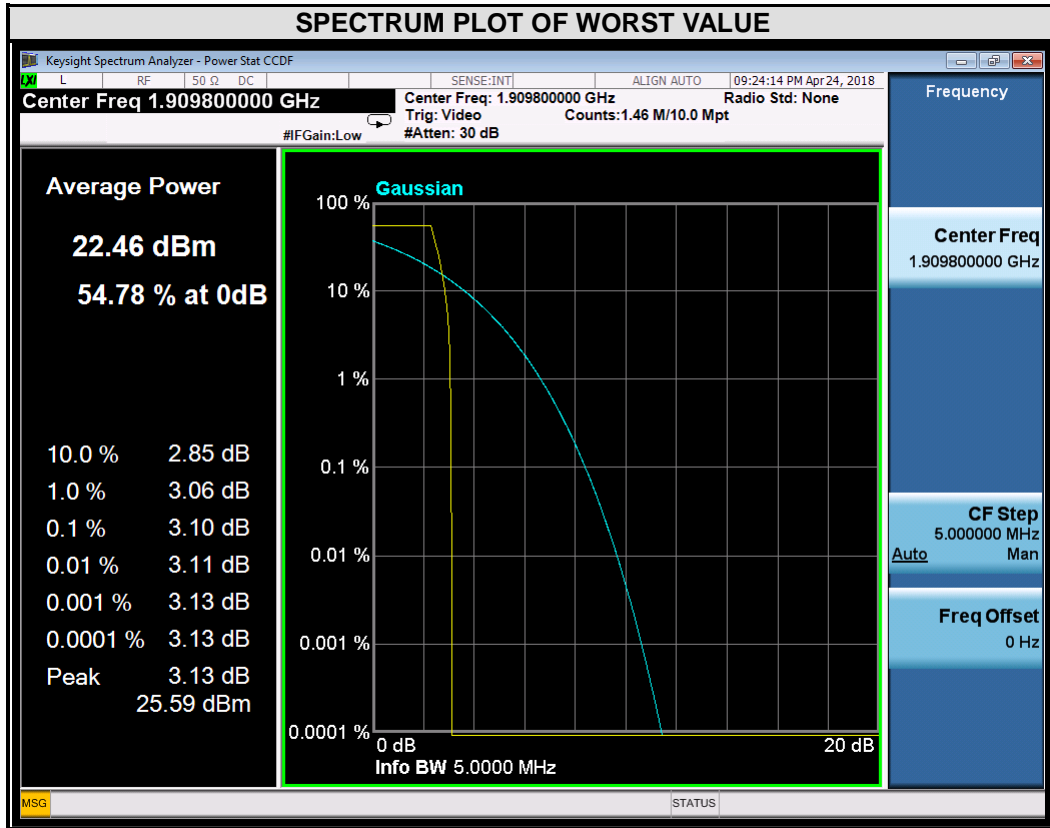 SPECTRUM PLOT OF WORST VALUE
Keysight Spectrum Analyzer - Power Stat CCDF
LXI L RF 50 Ω DC SENSE:INT ALIGN AUTO 09:24:14 PM Apr 24, 2018
Center Freq 1.909800000 GHz
#IFGain:Low
Center Freq: 1.909800000 GHz Radio Std: None
Trig: Video Counts:1.46 M/10.0 Mpt
#Atten: 30 dB
Average Power
22.46 dBm
54.78 % at 0dB
10.0 % 2.85 dB
1.0 % 3.06 dB
0.1 % 3.10 dB
0.01 % 3.11 dB
0.001 % 3.13 dB
0.0001 % 3.13 dB
Peak 3.13 dB
25.59 dBm
Gaussian
100 %
10 %
1 %
0.1 %
0.01 %
0.001 %
0.0001 %
0 dB 20 dB
Info BW 5.0000 MHz
Frequency
Center Freq
1.909800000 GHz
CF Step
5.000000 MHz
Auto Man
Freq Offset
0 Hz
MSG STATUS